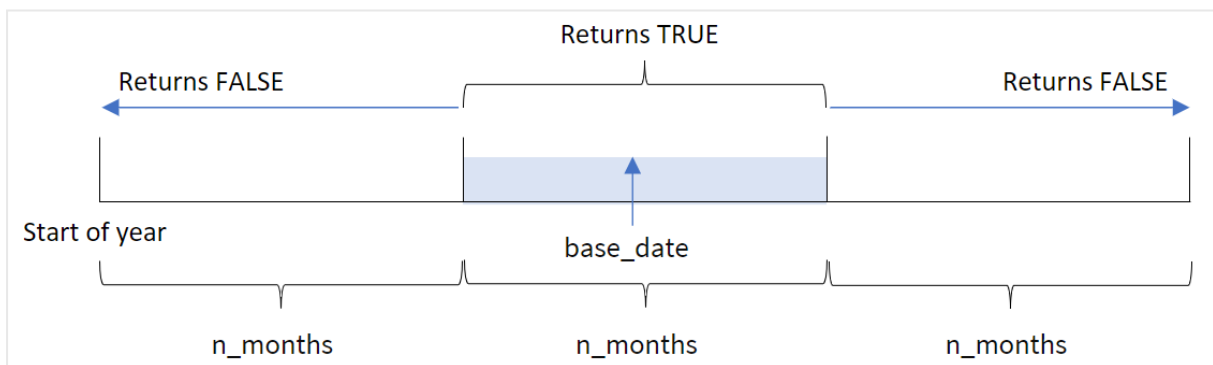 Returns TRUE
Returns FALSE
Returns FALSE
Start of year
base_date
n_months
n_months
n_months